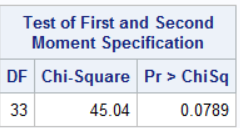 Test of First and Second
Moment Specification
DF Chi-Square Pr > ChiSq
33 45.04 0.0789